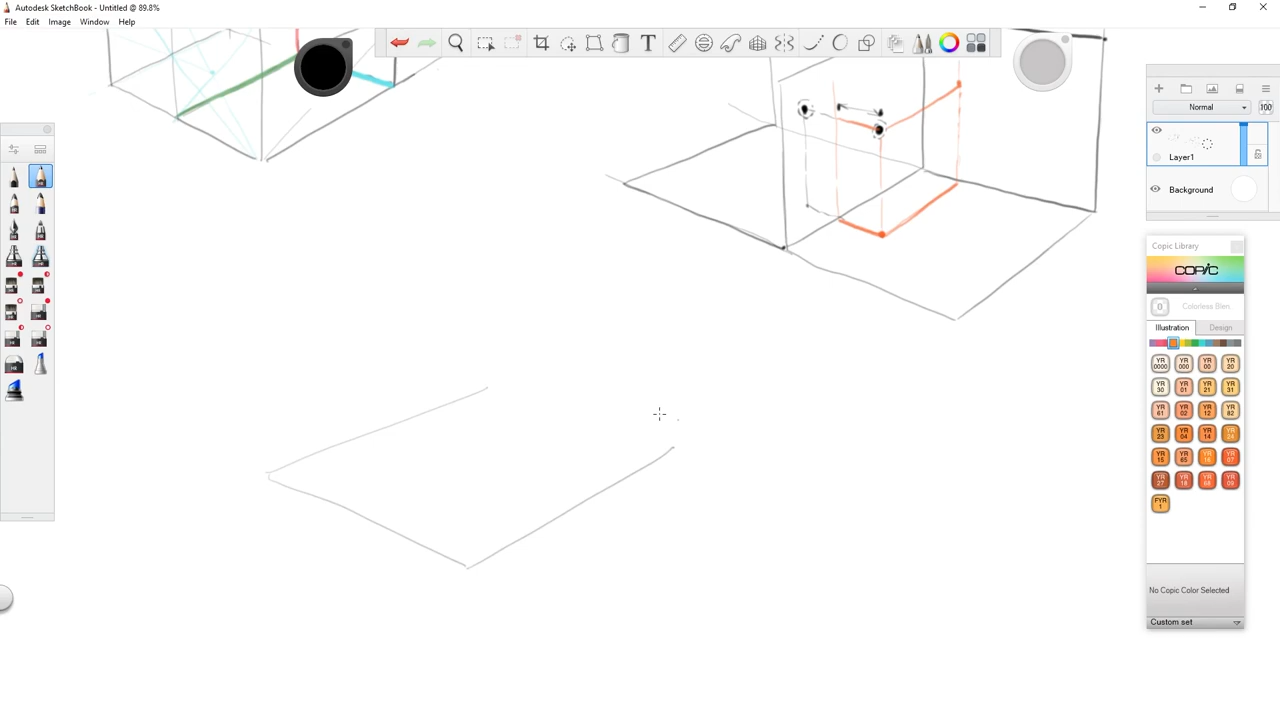 Autodesk SketchBook - Untitled @ 89.8%
File Edit Image Window Help
T
Normal
100
Layer1
Background
Copic Library
COPIC
0
Colorless Blen
Illustration
Design
YR 0000 YR 000 YR 00 YR 20
YR 30 YR 01 YR 21 YR 31
YR 61 YR 02 YR 12 YR 82
YR 23 YR 04 YR 14 YR 24
YR 15 YR 65 YR 16 YR 07
YR 27 YR 18 YR 68 YR 09
FYR 1
No Copic Color Selected
Custom set